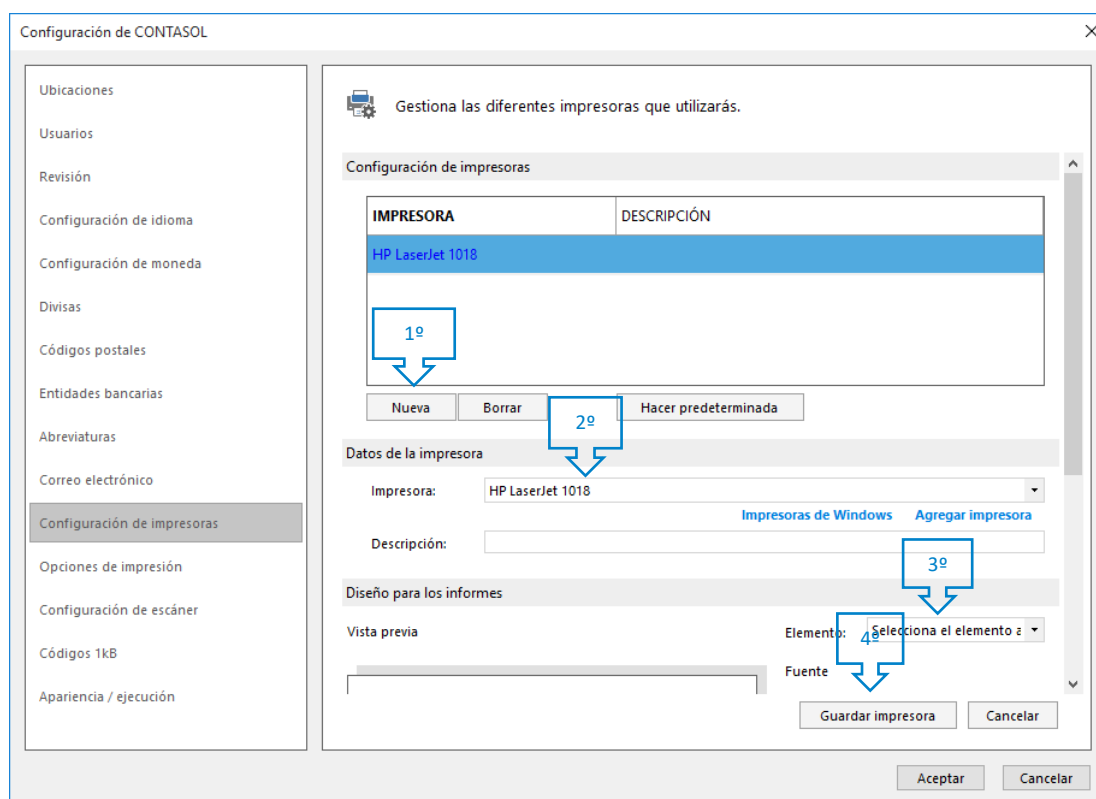 Configuración de CONTASOL
Ubicaciones
Usuarios
Revisión
Configuración de idioma
Configuración de moneda
Divisas
Códigos postales
Entidades bancarias
Abreviaturas
Correo electrónico
Configuración de impresoras
Opciones de impresión
Configuración de escáner
Códigos 1kB
Apariencia / ejecución
Gestiona las diferentes impresoras que utilizarás.
Configuración de impresoras
IMPRESORA DESCRIPCIÓN
HP LaserJet 1018
1º
Nueva Borrar Hacer predeterminada
2º
Datos de la impresora
Impresora: HP LaserJet 1018
Impresoras de Windows Agregar impresora
Descripción:
3º
Diseño para los informes
Vista previa Elemento: Selecciona el elemento a
4º
Fuente
Guardar impresora Cancelar
Aceptar Cancelar